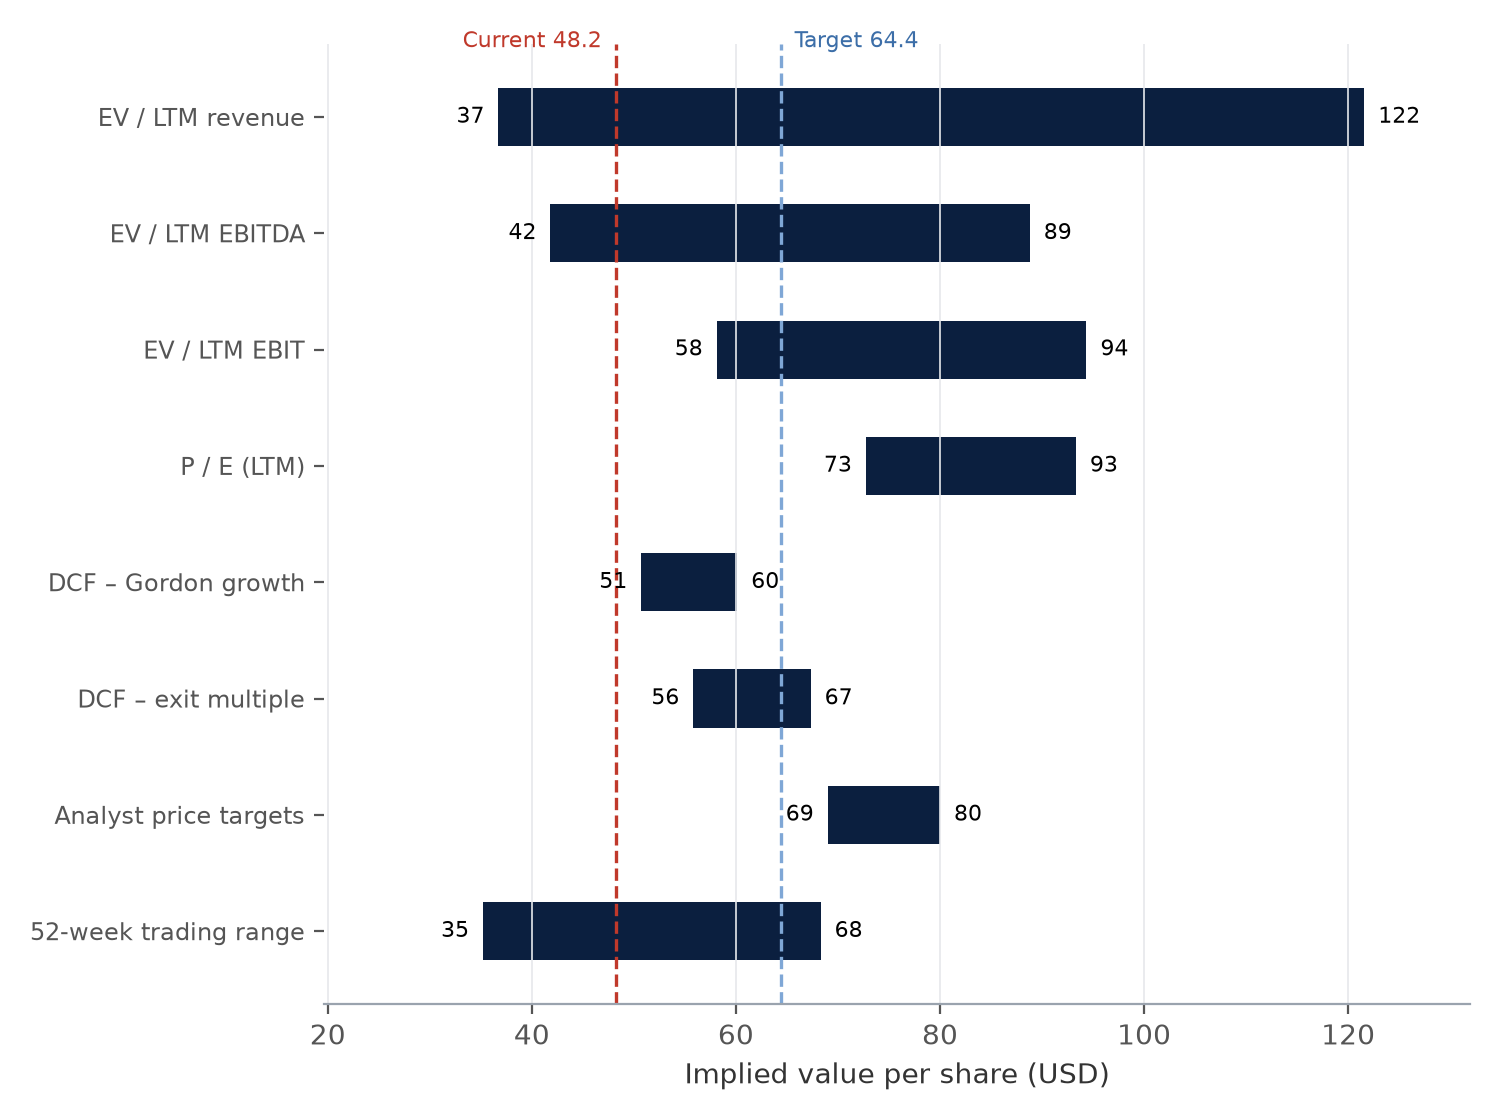 Current 48.2
Target 64.4
EV / LTM revenue
37
122
EV / LTM EBITDA
42
89
EV / LTM EBIT
58
94
P / E (LTM)
73
93
DCF – Gordon growth
51
60
DCF – exit multiple
56
67
Analyst price targets
69
80
52-week trading range
35
68
20
40
60
80
100
120
Implied value per share (USD)